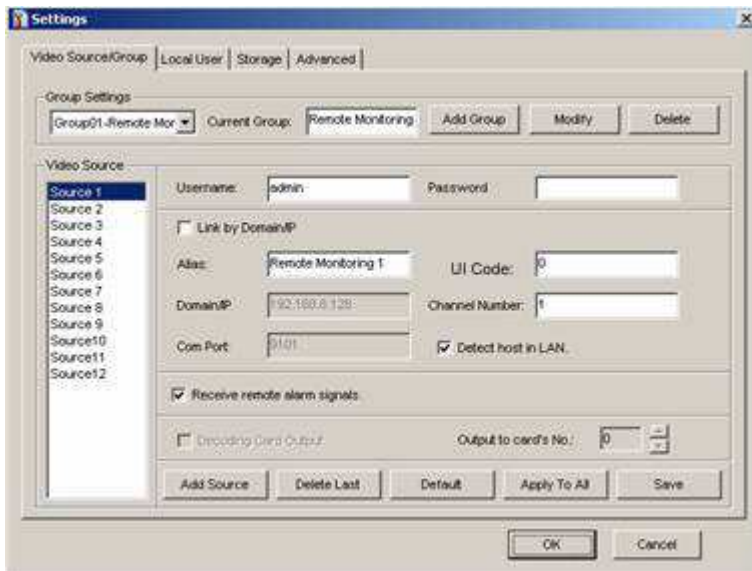 Settings
Video Source/Group Local User Storage Advanced
Group Settings
Group01-Remote Mor Current Group: Remote Monitoring Add Group Modify Delete
Video Source
Source 1
Source 2
Source 3
Source 4
Source 5
Source 6
Source 7
Source 8
Source 9
Source10
Source11
Source12
Username: admin Password
Link by Domain/IP
Alias: Remote Monitoring 1 UI Code: 0
Domain/IP 192.168.6.128 Channel Number: 1
Com Port: 9101 Detect host in LAN.
Receive remote alarm signals.
Decoding Card Output Output to card's No.: 0
Add Source Delete Last Default Apply To All Save
OK Cancel